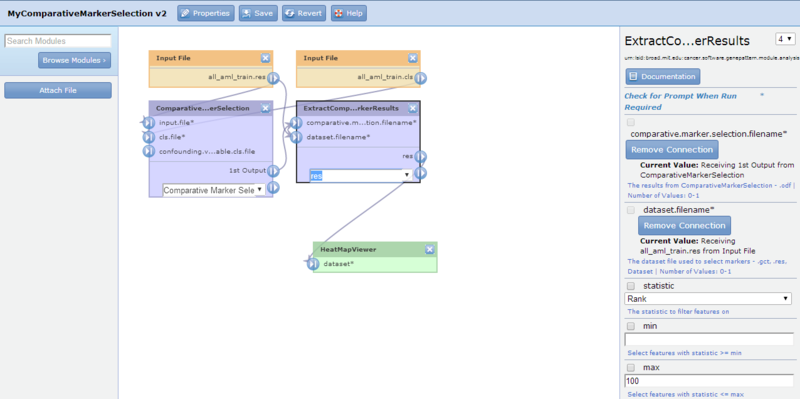 MyComparativeMarkerSelection v2
Properties
Save
Revert
Help
Search Modules
Browse Modules ›
Attach File
Input File
all_aml_train.res
Input File
all_aml_train.cls
Comparative...erSelection
input.file*
cls.file*
confounding.v...able.cls.file
1st Output
Comparative Marker Sele
ExtractComp...rkerResults
comparative.m...tion.filename*
dataset.filename*
res
res
HeatMapViewer
dataset*
ExtractCo...erResults
4
urn:lsid:broad.mit.edu:cancer.software.genepattern.module.analysis
Documentation
Check for Prompt When Run *
Required
comparative.marker.selection.filename*
Remove Connection
Current Value: Receiving
1st Output from
ComparativeMarkerSelection
The results from ComparativeMarkerSelection - .odf |
Number of Values: 0-1
dataset.filename*
Remove Connection
Current Value: Receiving
all_aml_train.res from Input File
The dataset file used to select markers - .gct, .res,
Dataset | Number of Values: 0-1
statistic
Rank
The statistic to filter features on
min
Select features with statistic >= min
max
100
Select features with statistic <= max